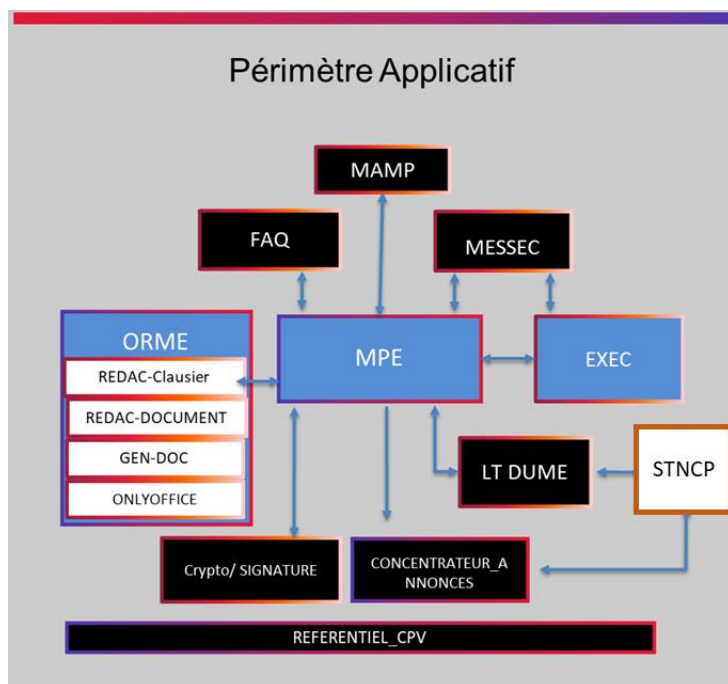 Périmètre Applicatif
MAMP
FAQ
MESSEC
ORME
REDAC-Clausier
REDAC-DOCUMENT
GEN-DOC
ONLYOFFICE
MPE
EXEC
LT DUME
STNCP
Crypto/ SIGNATURE
CONCENTRATEUR_A
NNONCES
REFERENTIEL_CPV